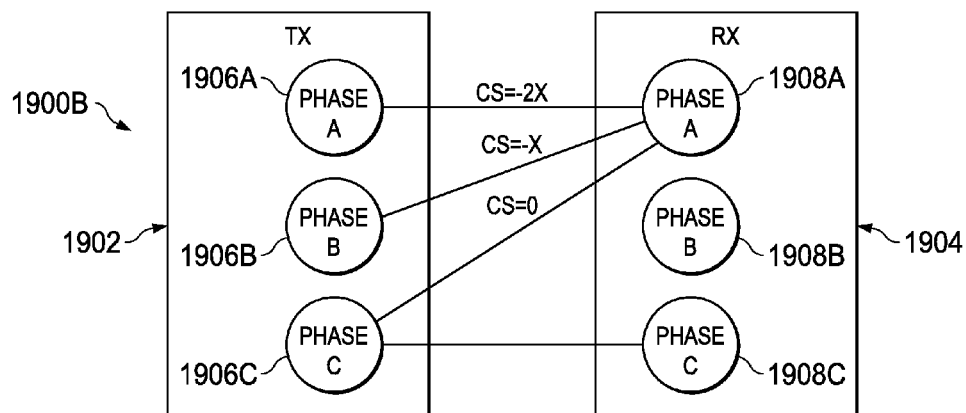 TX
RX
1906A
PHASE
A
CS=-2X
PHASE
A
1908A
1900B
CS=-X
CS=0
1902
1906B
PHASE
B
PHASE
B
1908B
1904
1906C
PHASE
C
PHASE
C
1908C